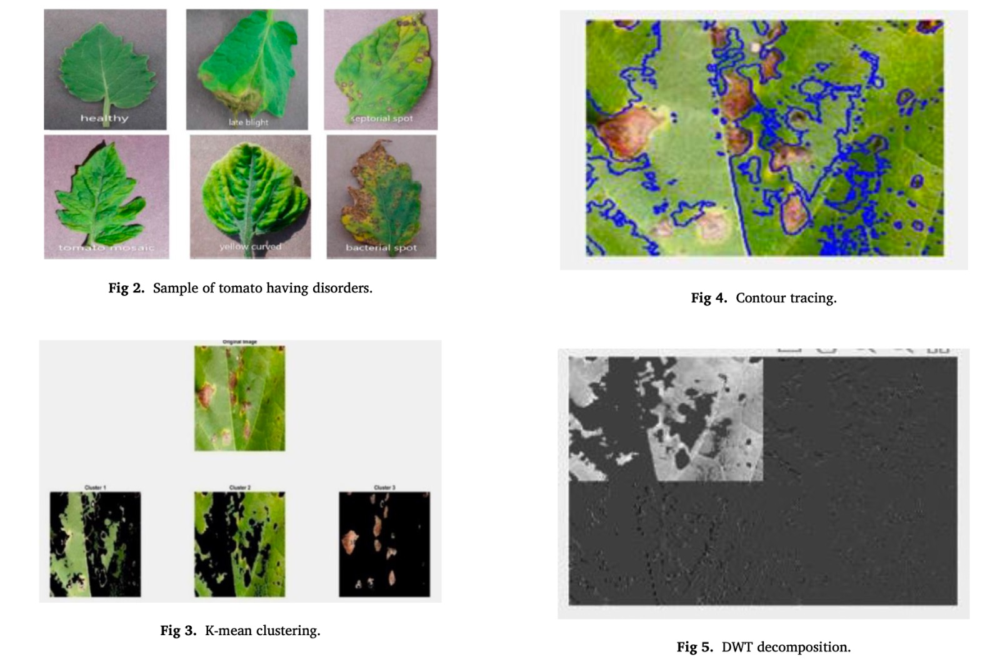 healthy
late blight
septorial spot
tomato mosaic
yellow curved
bacterial spot
Fig 2. Sample of tomato having disorders.
Original Image
Cluster 1
Cluster 2
Cluster 3
Fig 3. K-mean clustering.
Fig 4. Contour tracing.
Fig 5. DWT decomposition.